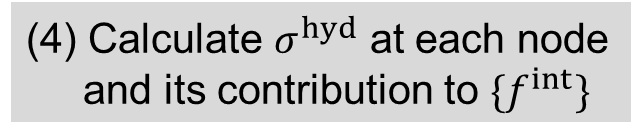 (4) Calculate σ^hyd at each node
and its contribution to {f^int}